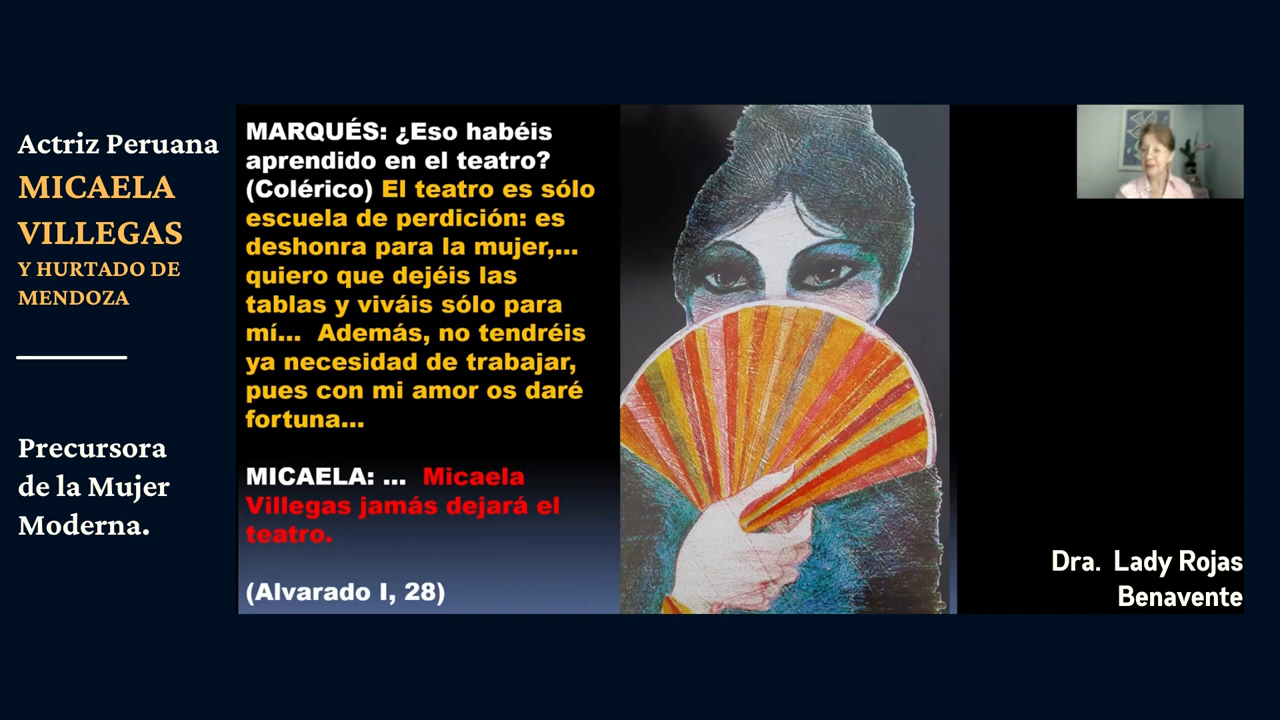 Actriz Peruana
MICAELA
VILLEGAS
Y HURTADO DE
MENDOZA
Precursora
de la Mujer
Moderna.
MARQUÉS: ¿Eso habéis
aprendido en el teatro?
(Colérico) El teatro es sólo
escuela de perdición: es
deshonra para la mujer,...
quiero que dejéis las
tablas y viváis sólo para
mí... Además, no tendréis
ya necesidad de trabajar,
pues con mi amor os daré
fortuna...
MICAELA: ... Micaela
Villegas jamás dejará el
teatro.
(Alvarado I, 28)
Dra. Lady Rojas
Benavente